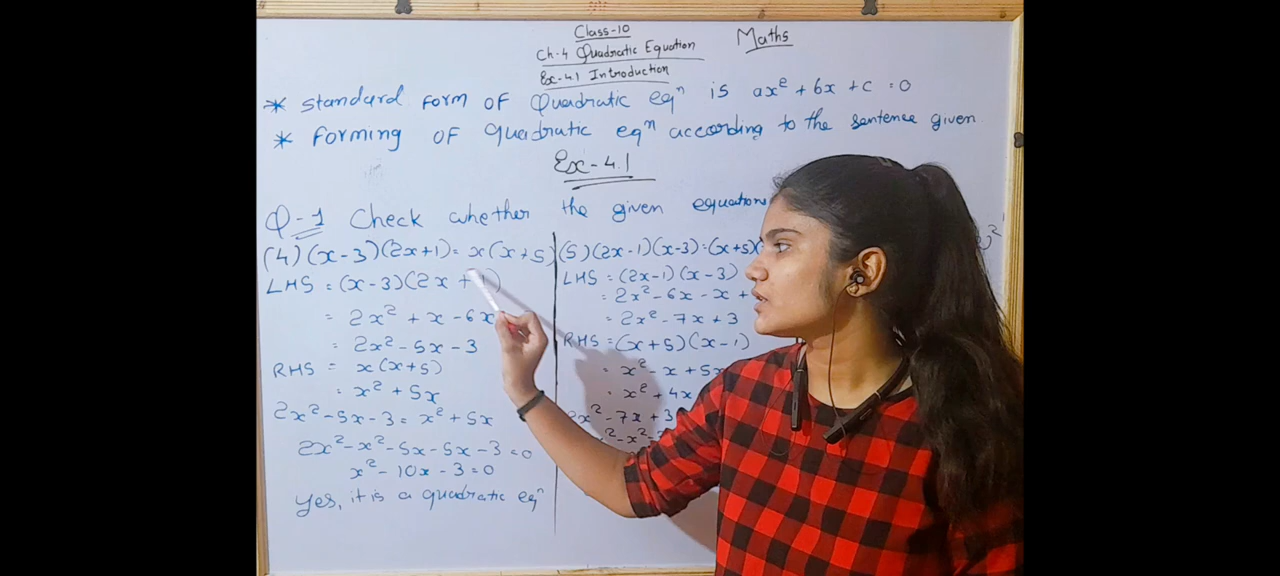 Class-10
Maths
Ch-4 Quadratic Equation
Ex-4.1 Introduction
* Standard form of Quadratic eqⁿ is ax² + bx + c = 0
* Forming of quadratic eqⁿ according to the sentence given
Ex-4.1
Q-1 Check whether the given equations
(4) (x-3)(2x+1) = x(x+5)
LHS = (x-3)(2x+1)
= 2x² + x - 6x
= 2x² - 5x - 3
RHS = x(x+5)
= x² + 5x
2x² - 5x - 3 = x² + 5x
2x² - x² - 5x - 5x - 3 = 0
x² - 10x - 3 = 0
Yes, it is a quadratic eqⁿ
(5) (2x-1)(x-3) = (x+5)(
LHS = (2x-1)(x-3)
= 2x² - 6x - x +
= 2x² - 7x + 3
RHS = (x+5)(x-1)
= x² - x + 5x
= x² + 4x
2x² - 7x + 3